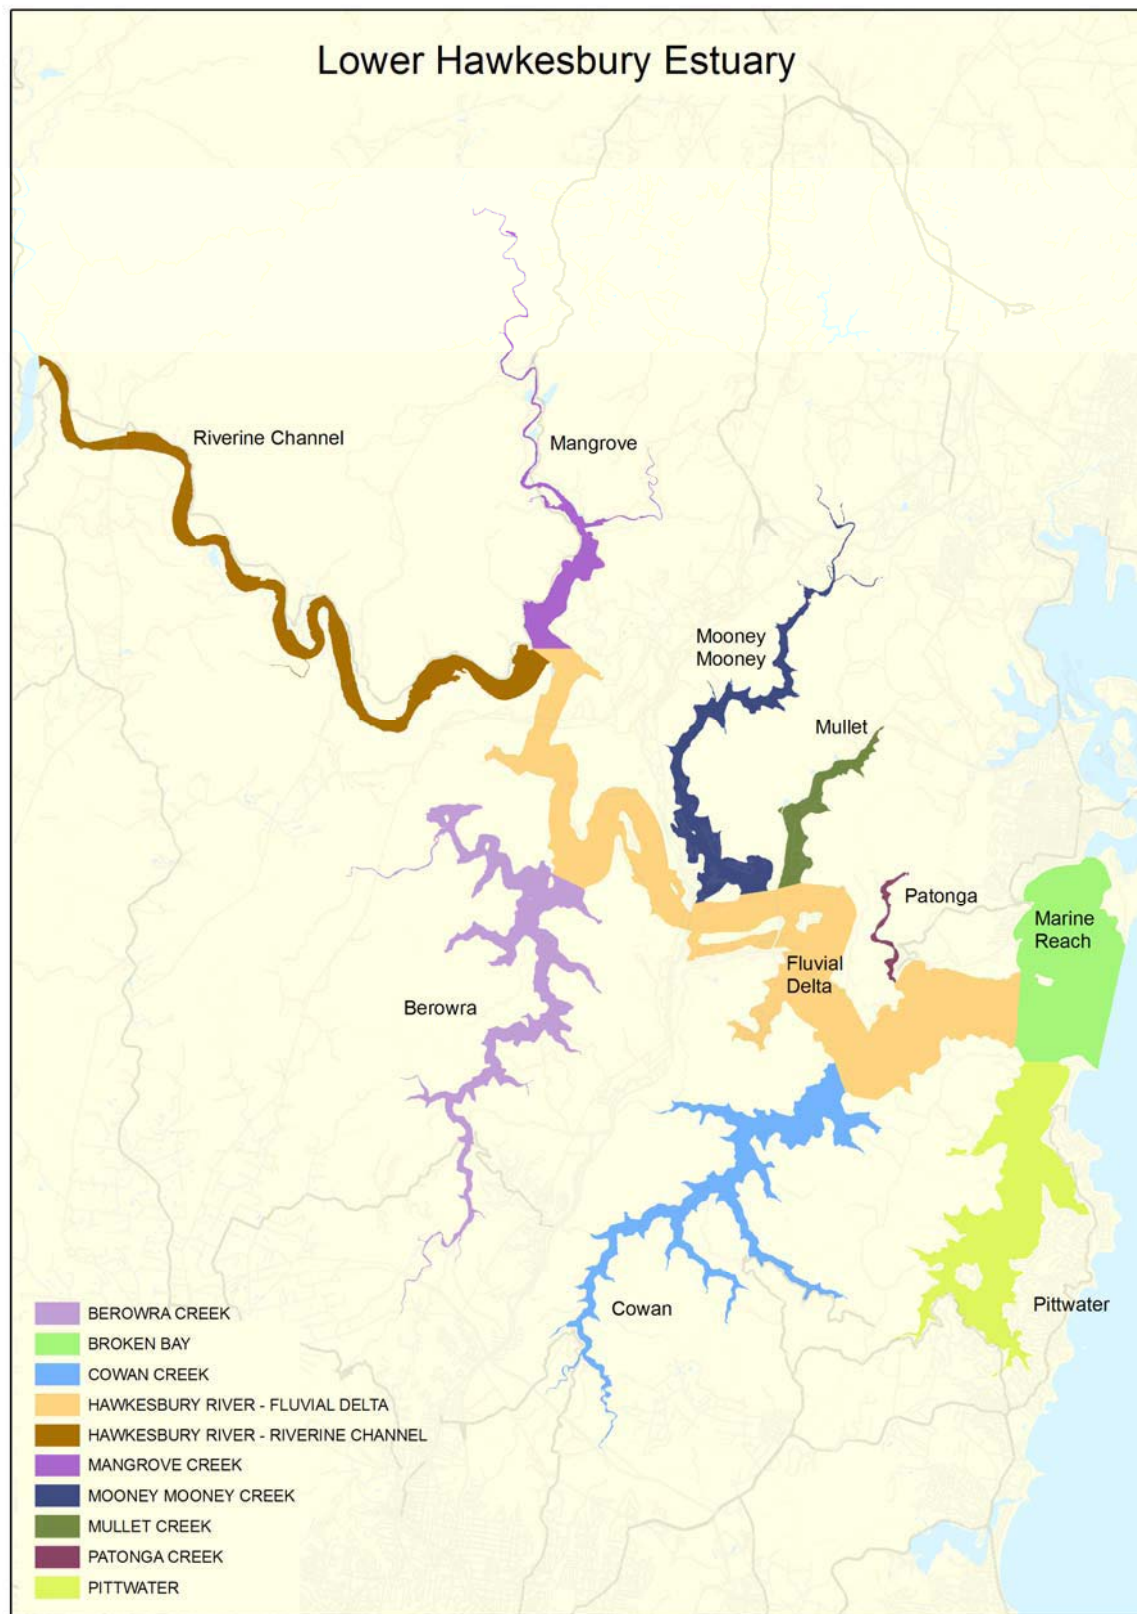 Lower Hawkesbury Estuary
Riverine Channel
Mangrove
Mooney
Mooney
Mullet
Patonga
Marine
Reach
Fluvial
Delta
Berowra
Cowan
Pittwater
BEROWRA CREEK
BROKEN BAY
COWAN CREEK
HAWKESBURY RIVER - FLUVIAL DELTA
HAWKESBURY RIVER - RIVERINE CHANNEL
MANGROVE CREEK
MOONEY MOONEY CREEK
MULLET CREEK
PATONGA CREEK
PITTWATER